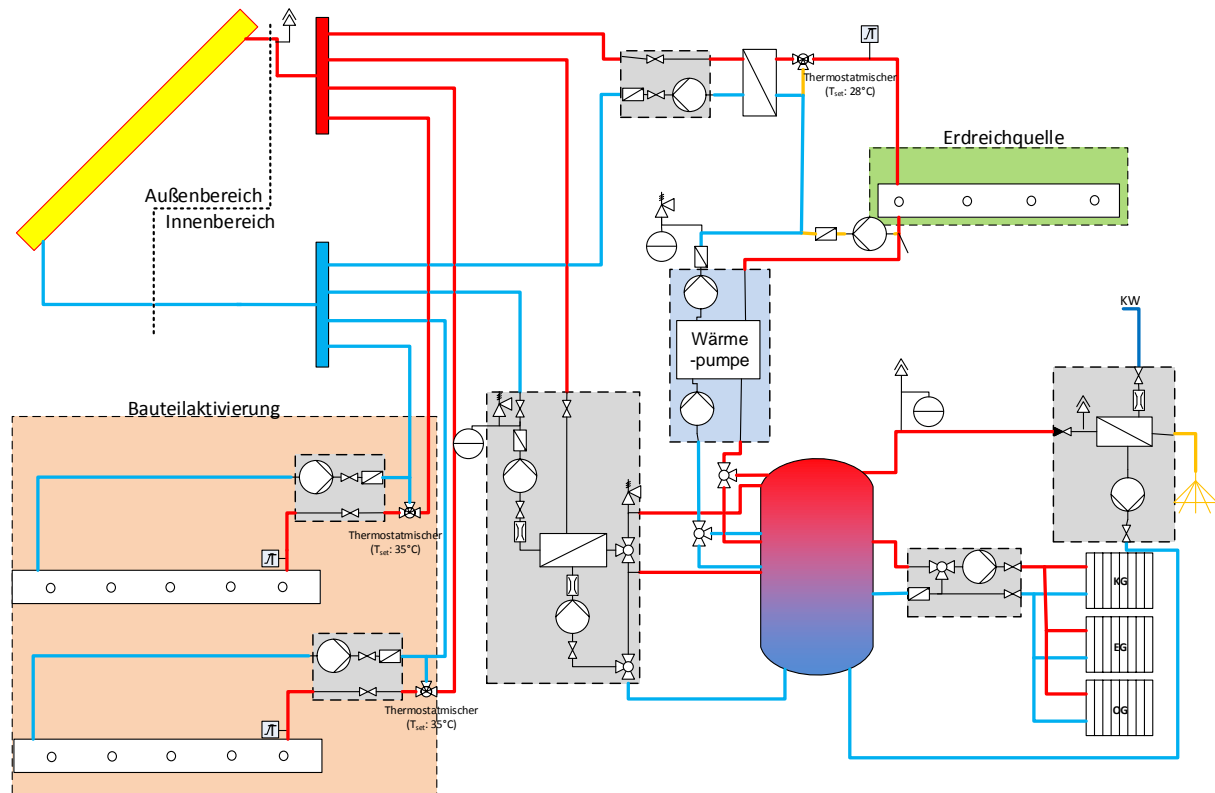 Thermostatmischer
(Tset: 28°C)
Erdreichquelle
Außenbereich
Innenbereich
KW
Wärme
-pumpe
Bauteilaktivierung
Thermostatmischer
(Tset: 35°C)
KG
EG
OG
Thermostatmischer
(Tset: 35°C)